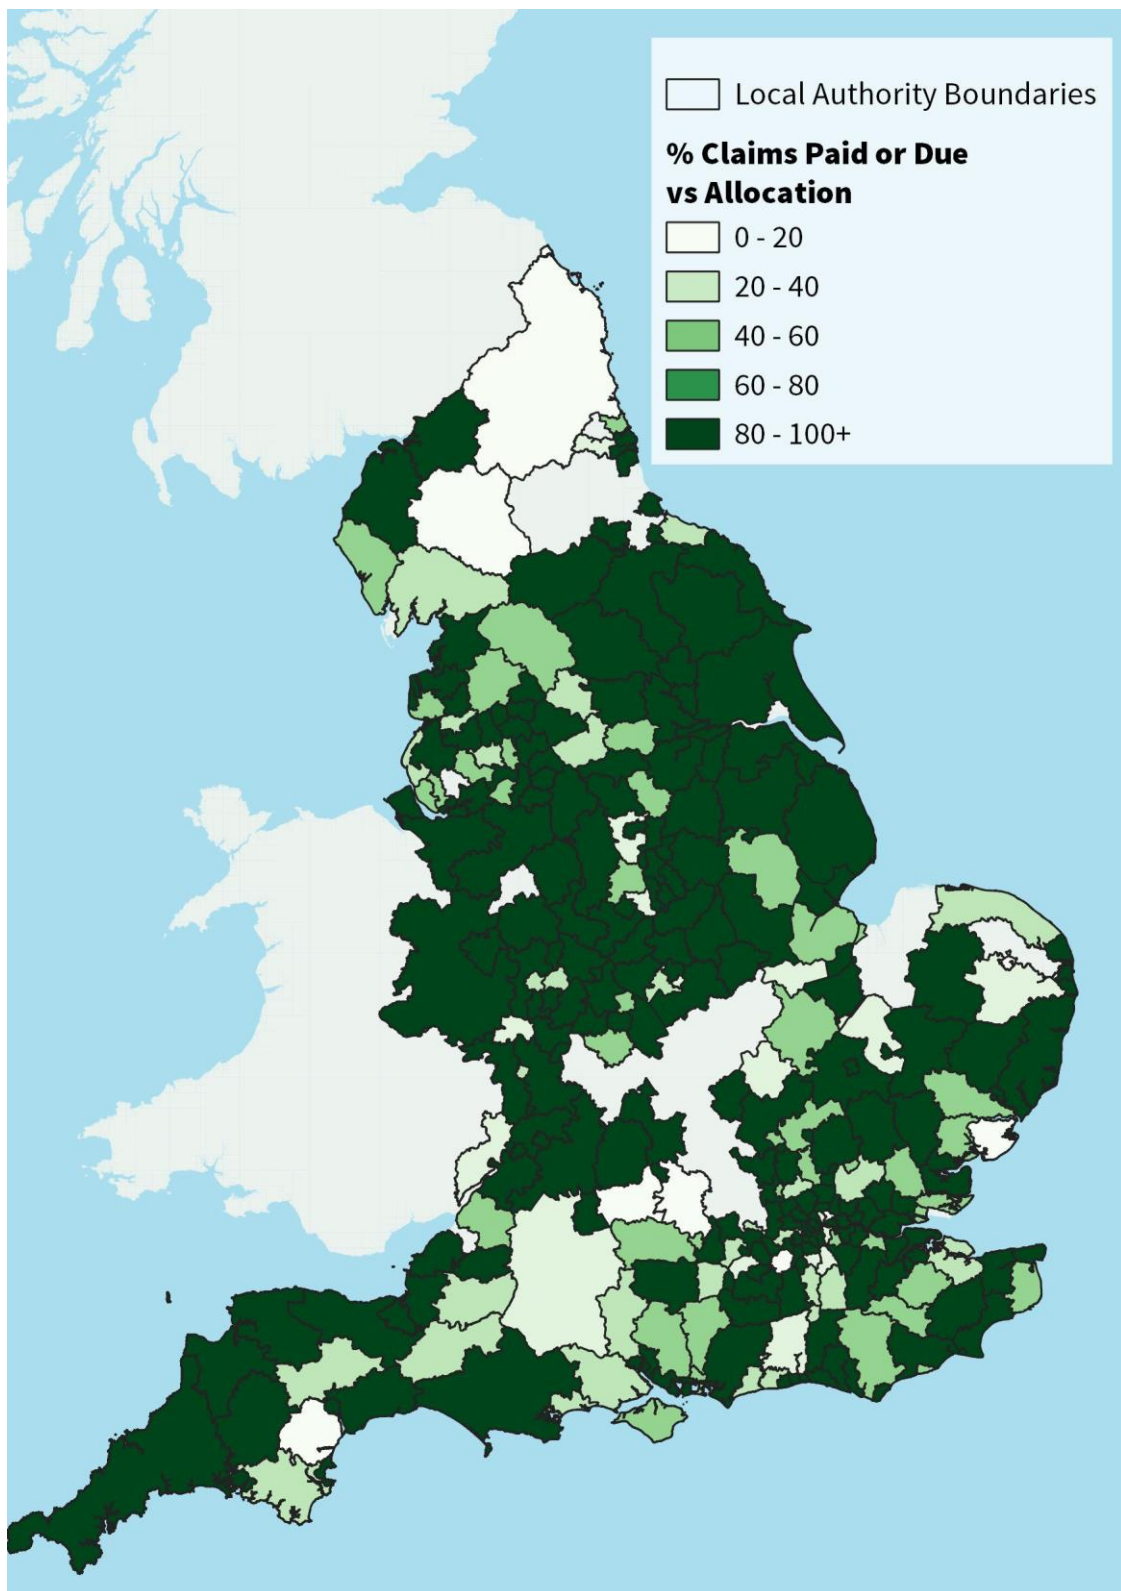 Local Authority Boundaries
% Claims Paid or Due
vs Allocation
0 - 20
20 - 40
40 - 60
60 - 80
80 - 100+